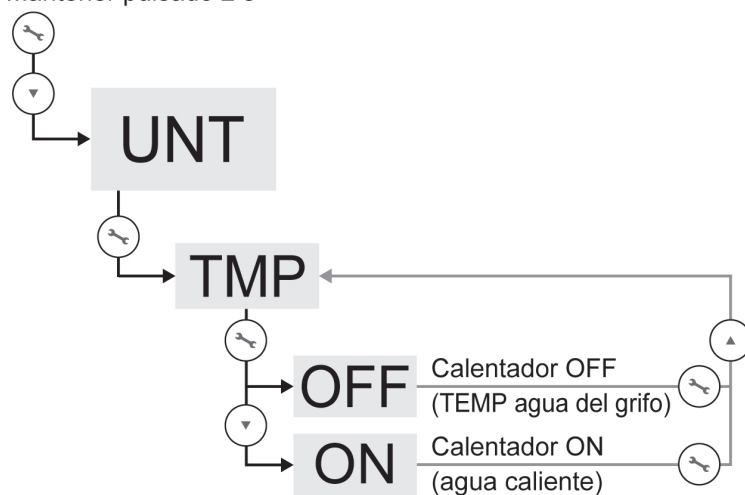 UNT
TMP
OFF
Calentador OFF
(TEMP agua del grifo)
ON
Calentador ON
(agua caliente)